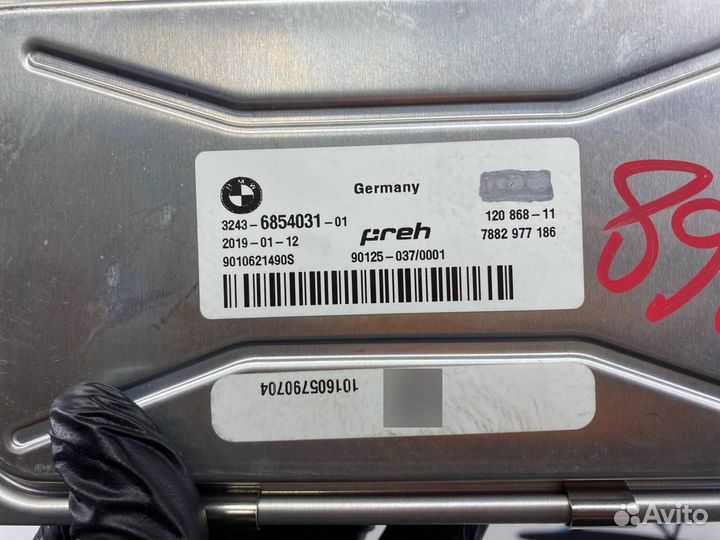 BMW
Germany
3243-6854031-01
120 868-11
2019-01-12
preh
7882 977 186
9010621490S
90125-037/0001
101605790704
89
Avito